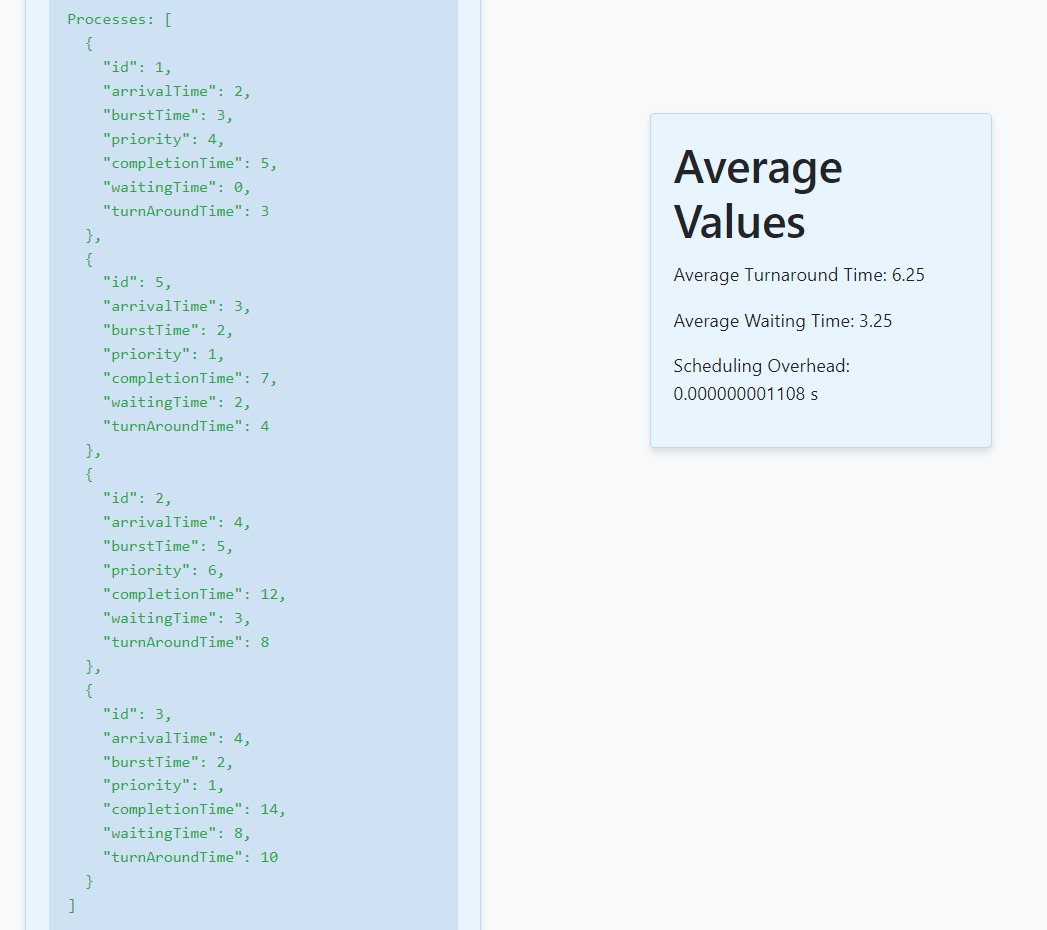 Processes: [
  {
    "id": 1,
    "arrivalTime": 2,
    "burstTime": 3,
    "priority": 4,
    "completionTime": 5,
    "waitingTime": 0,
    "turnAroundTime": 3
  },
  {
    "id": 5,
    "arrivalTime": 3,
    "burstTime": 2,
    "priority": 1,
    "completionTime": 7,
    "waitingTime": 2,
    "turnAroundTime": 4
  },
  {
    "id": 2,
    "arrivalTime": 4,
    "burstTime": 5,
    "priority": 6,
    "completionTime": 12,
    "waitingTime": 3,
    "turnAroundTime": 8
  },
  {
    "id": 3,
    "arrivalTime": 4,
    "burstTime": 2,
    "priority": 1,
    "completionTime": 14,
    "waitingTime": 8,
    "turnAroundTime": 10
  }
]
Average
Values
Average Turnaround Time: 6.25
Average Waiting Time: 3.25
Scheduling Overhead:
0.000000001108 s